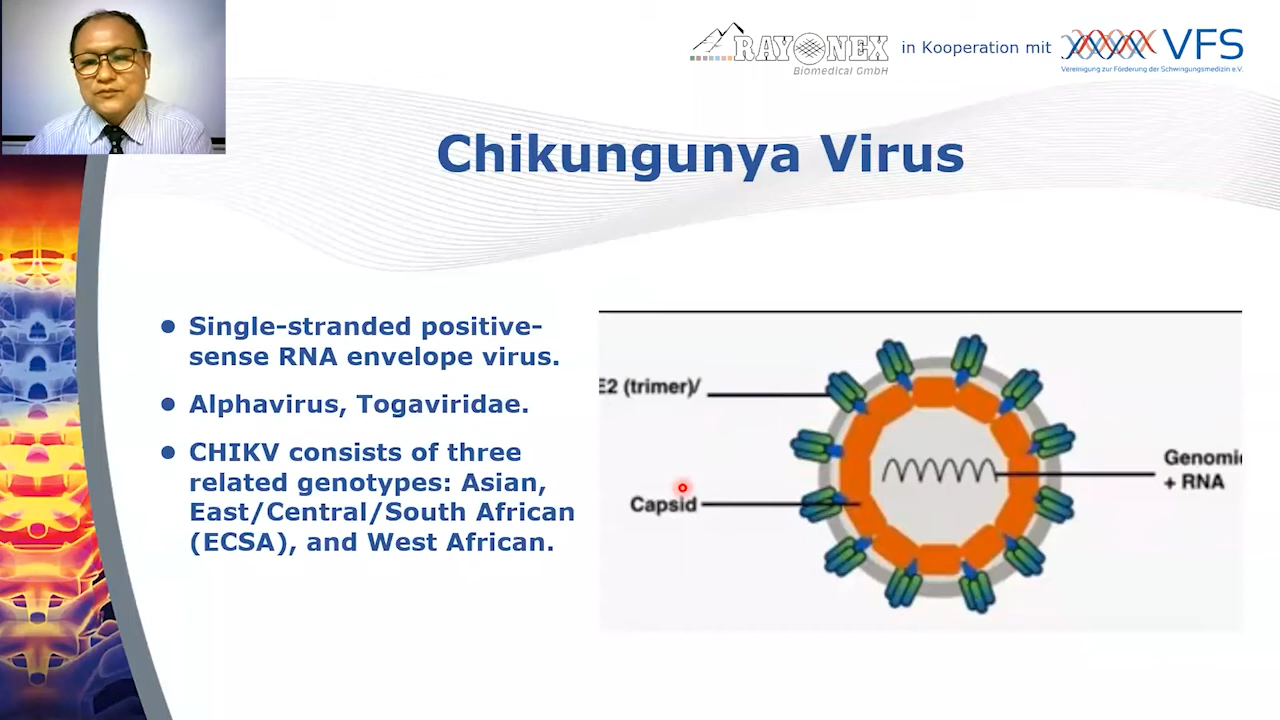 RAYONEX
Biomedical GmbH
in Kooperation mit
VFS
Vereinigung zur Förderung der Schwingungsmedizin e.V.
Chikungunya Virus
● Single-stranded positive-
sense RNA envelope virus.
● Alphavirus, Togaviridae.
● CHIKV consists of three
related genotypes: Asian,
East/Central/South African
(ECSA), and West African.
E2 (trimer)/
Capsid
Genomi
+ RNA